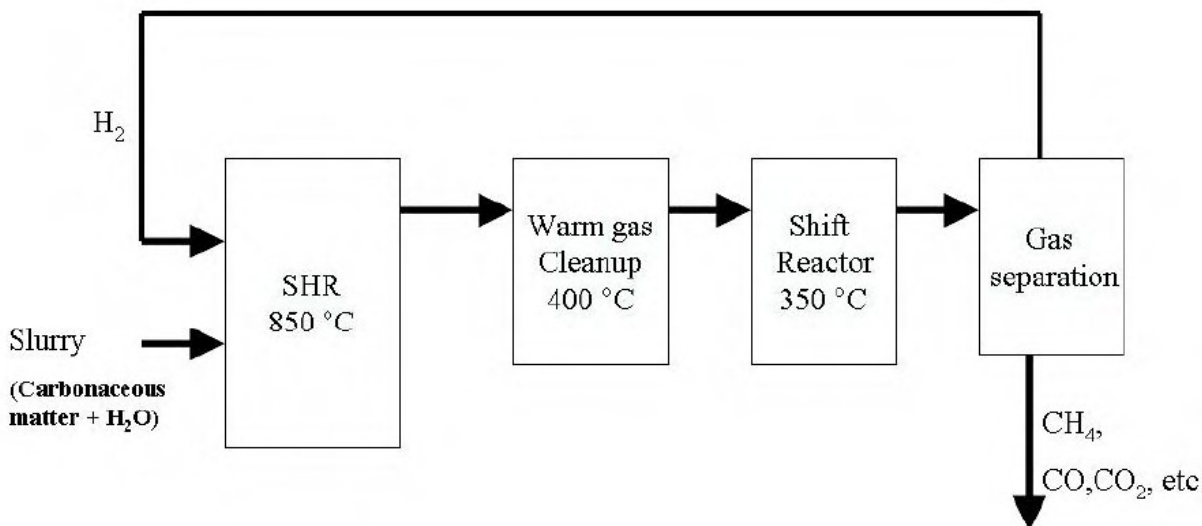 H₂
Slurry
(Carbonaceous
matter + H₂O)
SHR
850 °C
Warm gas
Cleanup
400 °C
Shift
Reactor
350 °C
Gas
separation
CH₄,
CO,CO₂, etc